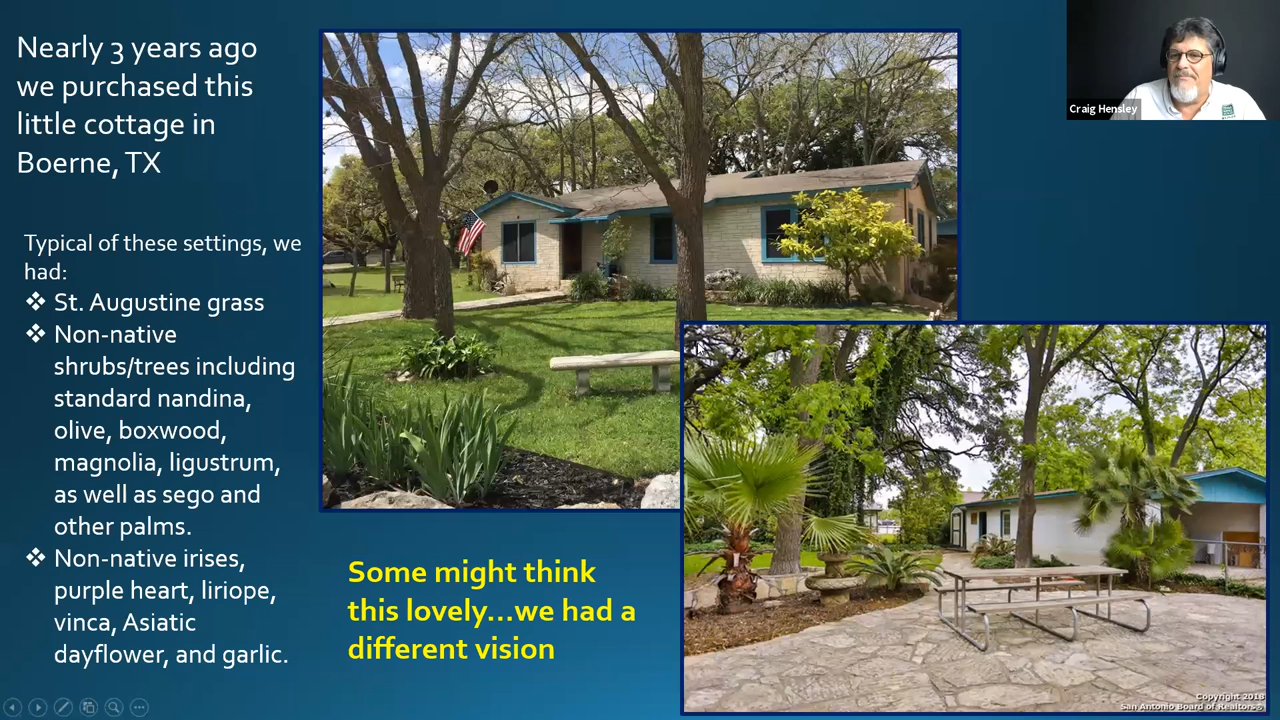 Nearly 3 years ago
we purchased this
little cottage in
Boerne, TX
Typical of these settings, we
had:
❖ St. Augustine grass
❖ Non-native
shrubs/trees including
standard nandina,
olive, boxwood,
magnolia, ligustrum,
as well as sego and
other palms.
❖ Non-native irises,
purple heart, liriope,
vinca, Asiatic
dayflower, and garlic.
Some might think
this lovely...we had a
different vision
Craig Hensley
Copyright 2018
San Antonio Board of Realtors®